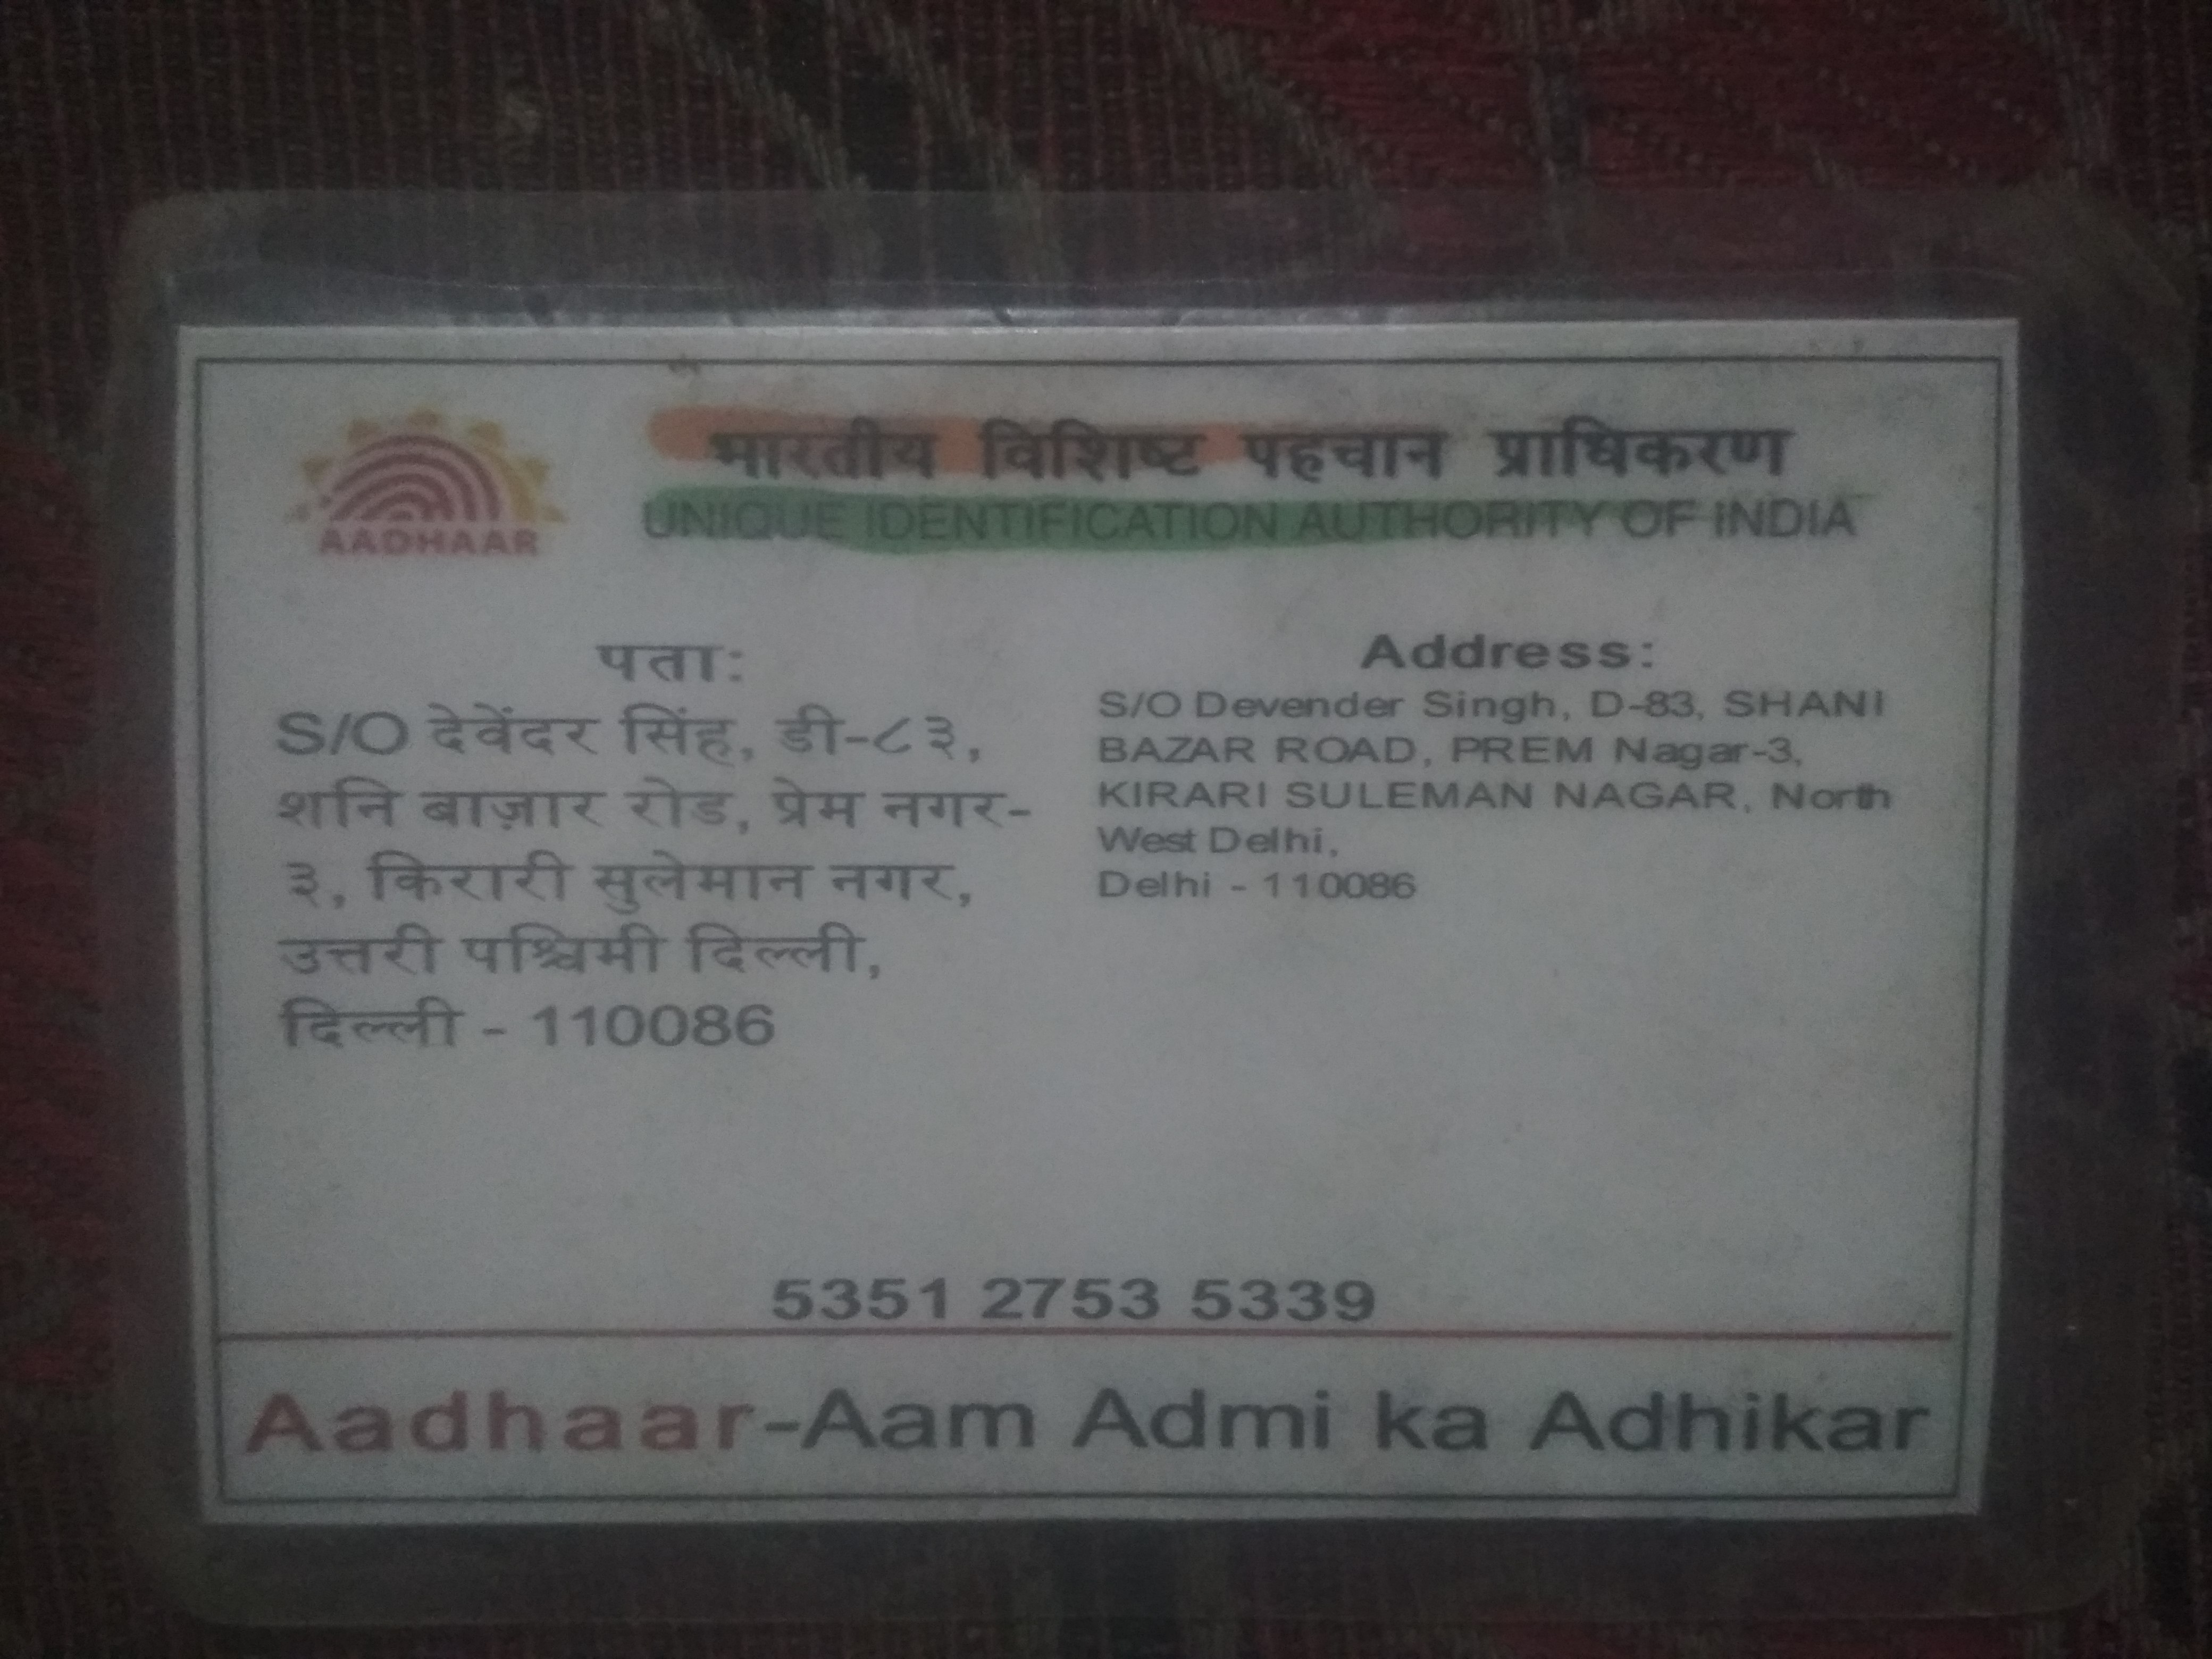 AADHAAR
भारतीय विशिष्ट पहचान प्राधिकरण
UNIQUE IDENTIFICATION AUTHORITY OF INDIA
पता:
S/O देवेंदर सिंह, डी-८३,
शनि बाज़ार रोड, प्रेम नगर-
३, किरारी सुलेमान नगर,
उत्तरी पश्चिमी दिल्ली,
दिल्ली - 110086
Address:
S/O Devender Singh, D-83, SHANI
BAZAR ROAD, PREM Nagar-3,
KIRARI SULEMAN NAGAR, North
West Delhi,
Delhi - 110086
5351 2753 5339
Aadhaar-Aam Admi ka Adhikar